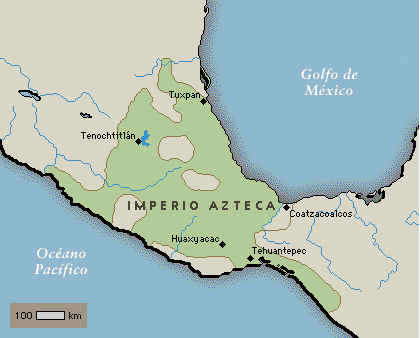 Golfo de
México
Tuxpan
Tenochtitlán
IMPERIO AZTECA
Coatzacoalcos
Huaxyacac
Tehuantepec
Océano
Pacífico
100 km